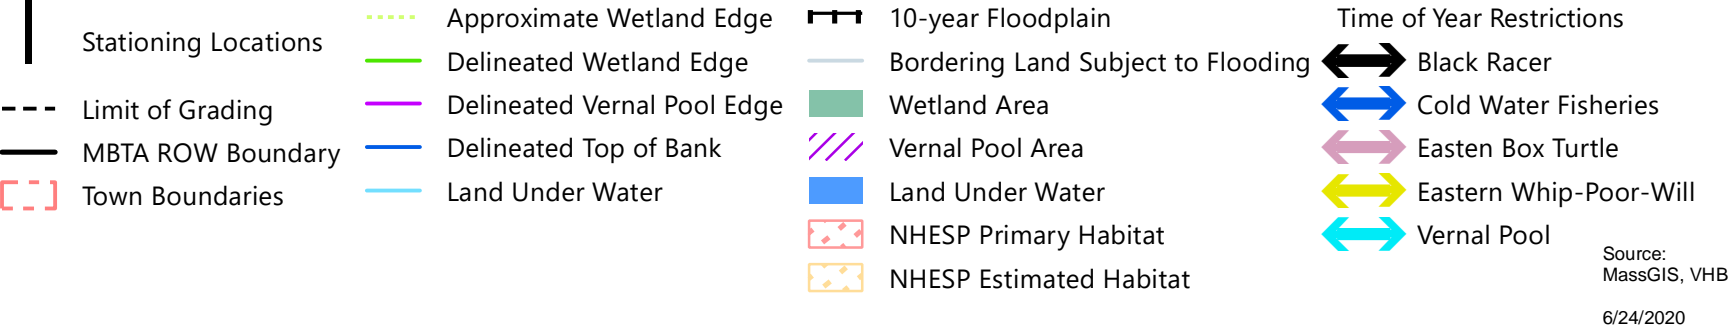 Stationing Locations
Limit of Grading
MBTA ROW Boundary
Town Boundaries
Approximate Wetland Edge
Delineated Wetland Edge
Delineated Vernal Pool Edge
Delineated Top of Bank
Land Under Water
10-year Floodplain
Bordering Land Subject to Flooding
Wetland Area
Vernal Pool Area
Land Under Water
NHESP Primary Habitat
NHESP Estimated Habitat
Time of Year Restrictions
Black Racer
Cold Water Fisheries
Easten Box Turtle
Eastern Whip-Poor-Will
Vernal Pool
Source:
MassGIS, VHB
6/24/2020